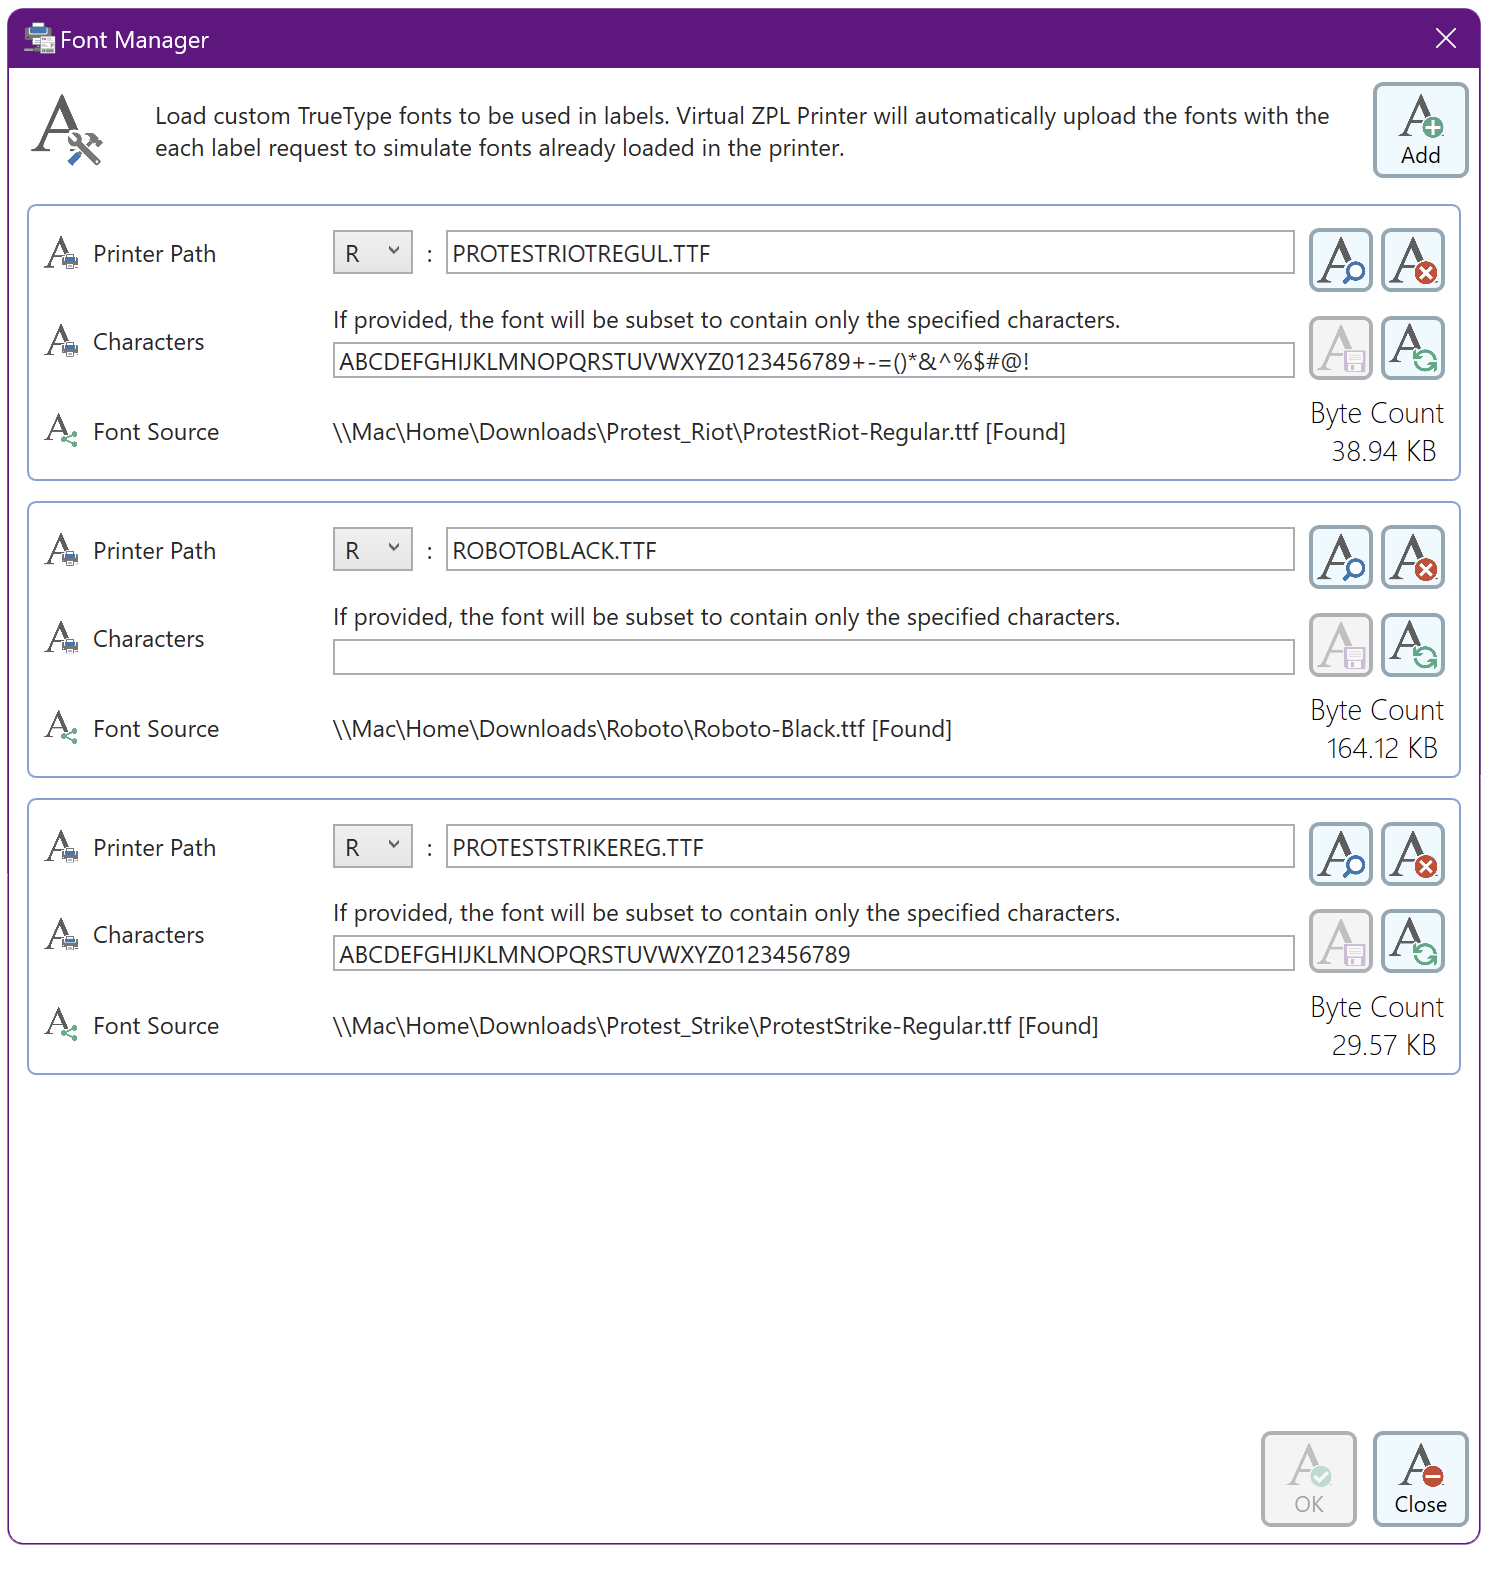 Font Manager
Load custom TrueType fonts to be used in labels. Virtual ZPL Printer will automatically upload the fonts with the
each label request to simulate fonts already loaded in the printer.
Add
Printer Path R : PROTESTRIOTREGUL.TTF
If provided, the font will be subset to contain only the specified characters.
Characters
ABCDEFGHIJKLMNOPQRSTUVWXYZ0123456789+-=()*&^%$#@!
Font Source \\Mac\Home\Downloads\Protest_Riot\ProtestRiot-Regular.ttf [Found]
Byte Count
38.94 KB
Printer Path R : ROBOTOBLACK.TTF
If provided, the font will be subset to contain only the specified characters.
Characters
Font Source \\Mac\Home\Downloads\Roboto\Roboto-Black.ttf [Found]
Byte Count
164.12 KB
Printer Path R : PROTESTSTRIKEREG.TTF
If provided, the font will be subset to contain only the specified characters.
Characters
ABCDEFGHIJKLMNOPQRSTUVWXYZ0123456789
Font Source \\Mac\Home\Downloads\Protest_Strike\ProtestStrike-Regular.ttf [Found]
Byte Count
29.57 KB
OK
Close